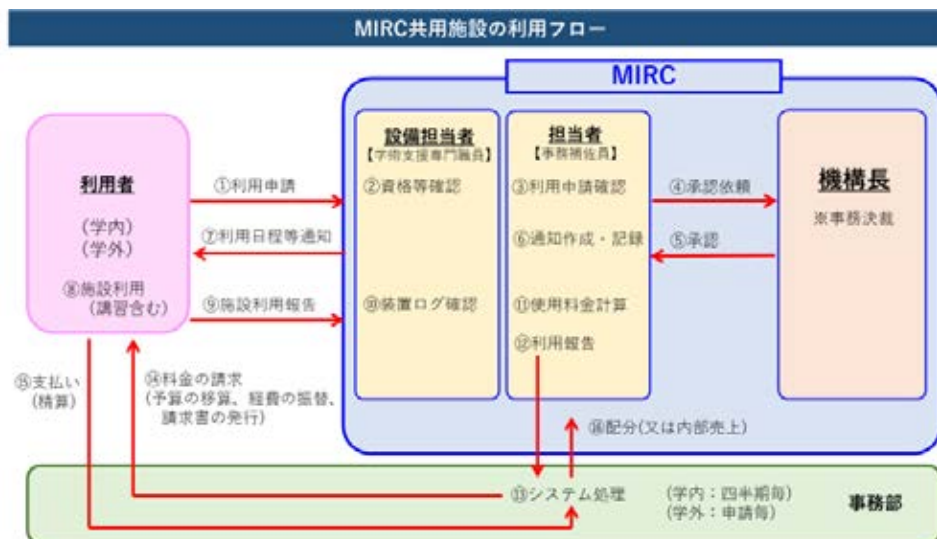 MIRC共用施設の利用フロー
MIRC
利用者
(学内)
(学外)
⑧施設利用
(講習含む)
①利用申請
⑦利用日程等通知
⑨施設利用報告
設備担当者
【学術支援専門職員】
②資格等確認
⑩装置ログ確認
担当者
【事務補佐員】
③利用申請確認
⑥通知作成・記録
⑪使用料金計算
⑫利用報告
④承認依頼
⑤承認
機構長
※事務決裁
⑮支払い
(精算)
⑭料金の請求
(予算の移算、経費の振替、
請求書の発行)
⑯配分(又は内部売上)
⑬システム処理
(学内：四半期毎)
(学外：申請毎)
事務部